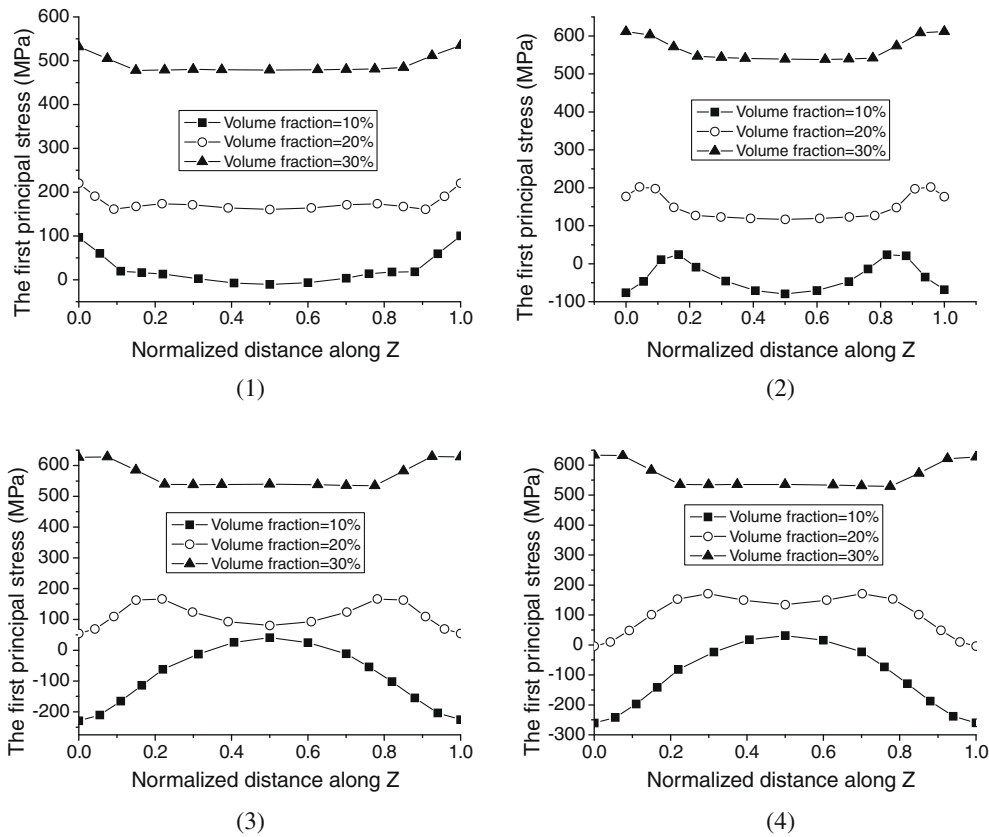 The first principal stress (MPa)
600
500
400
300
200
100
0
Volume fraction=10%
Volume fraction=20%
Volume fraction=30%
0.0 0.2 0.4 0.6 0.8 1.0
Normalized distance along Z
(1)
The first principal stress (MPa)
600
500
400
300
200
100
0
-100
Volume fraction=10%
Volume fraction=20%
Volume fraction=30%
0.0 0.2 0.4 0.6 0.8 1.0
Normalized distance along Z
(2)
The first principal stress (MPa)
600
500
400
300
200
100
0
-100
-200
Volume fraction=10%
Volume fraction=20%
Volume fraction=30%
0.0 0.2 0.4 0.6 0.8 1.0
Normalized distance along Z
(3)
The first principal stress (MPa)
600
500
400
300
200
100
0
-100
-200
-300
Volume fraction=10%
Volume fraction=20%
Volume fraction=30%
0.0 0.2 0.4 0.6 0.8 1.0
Normalized distance along Z
(4)